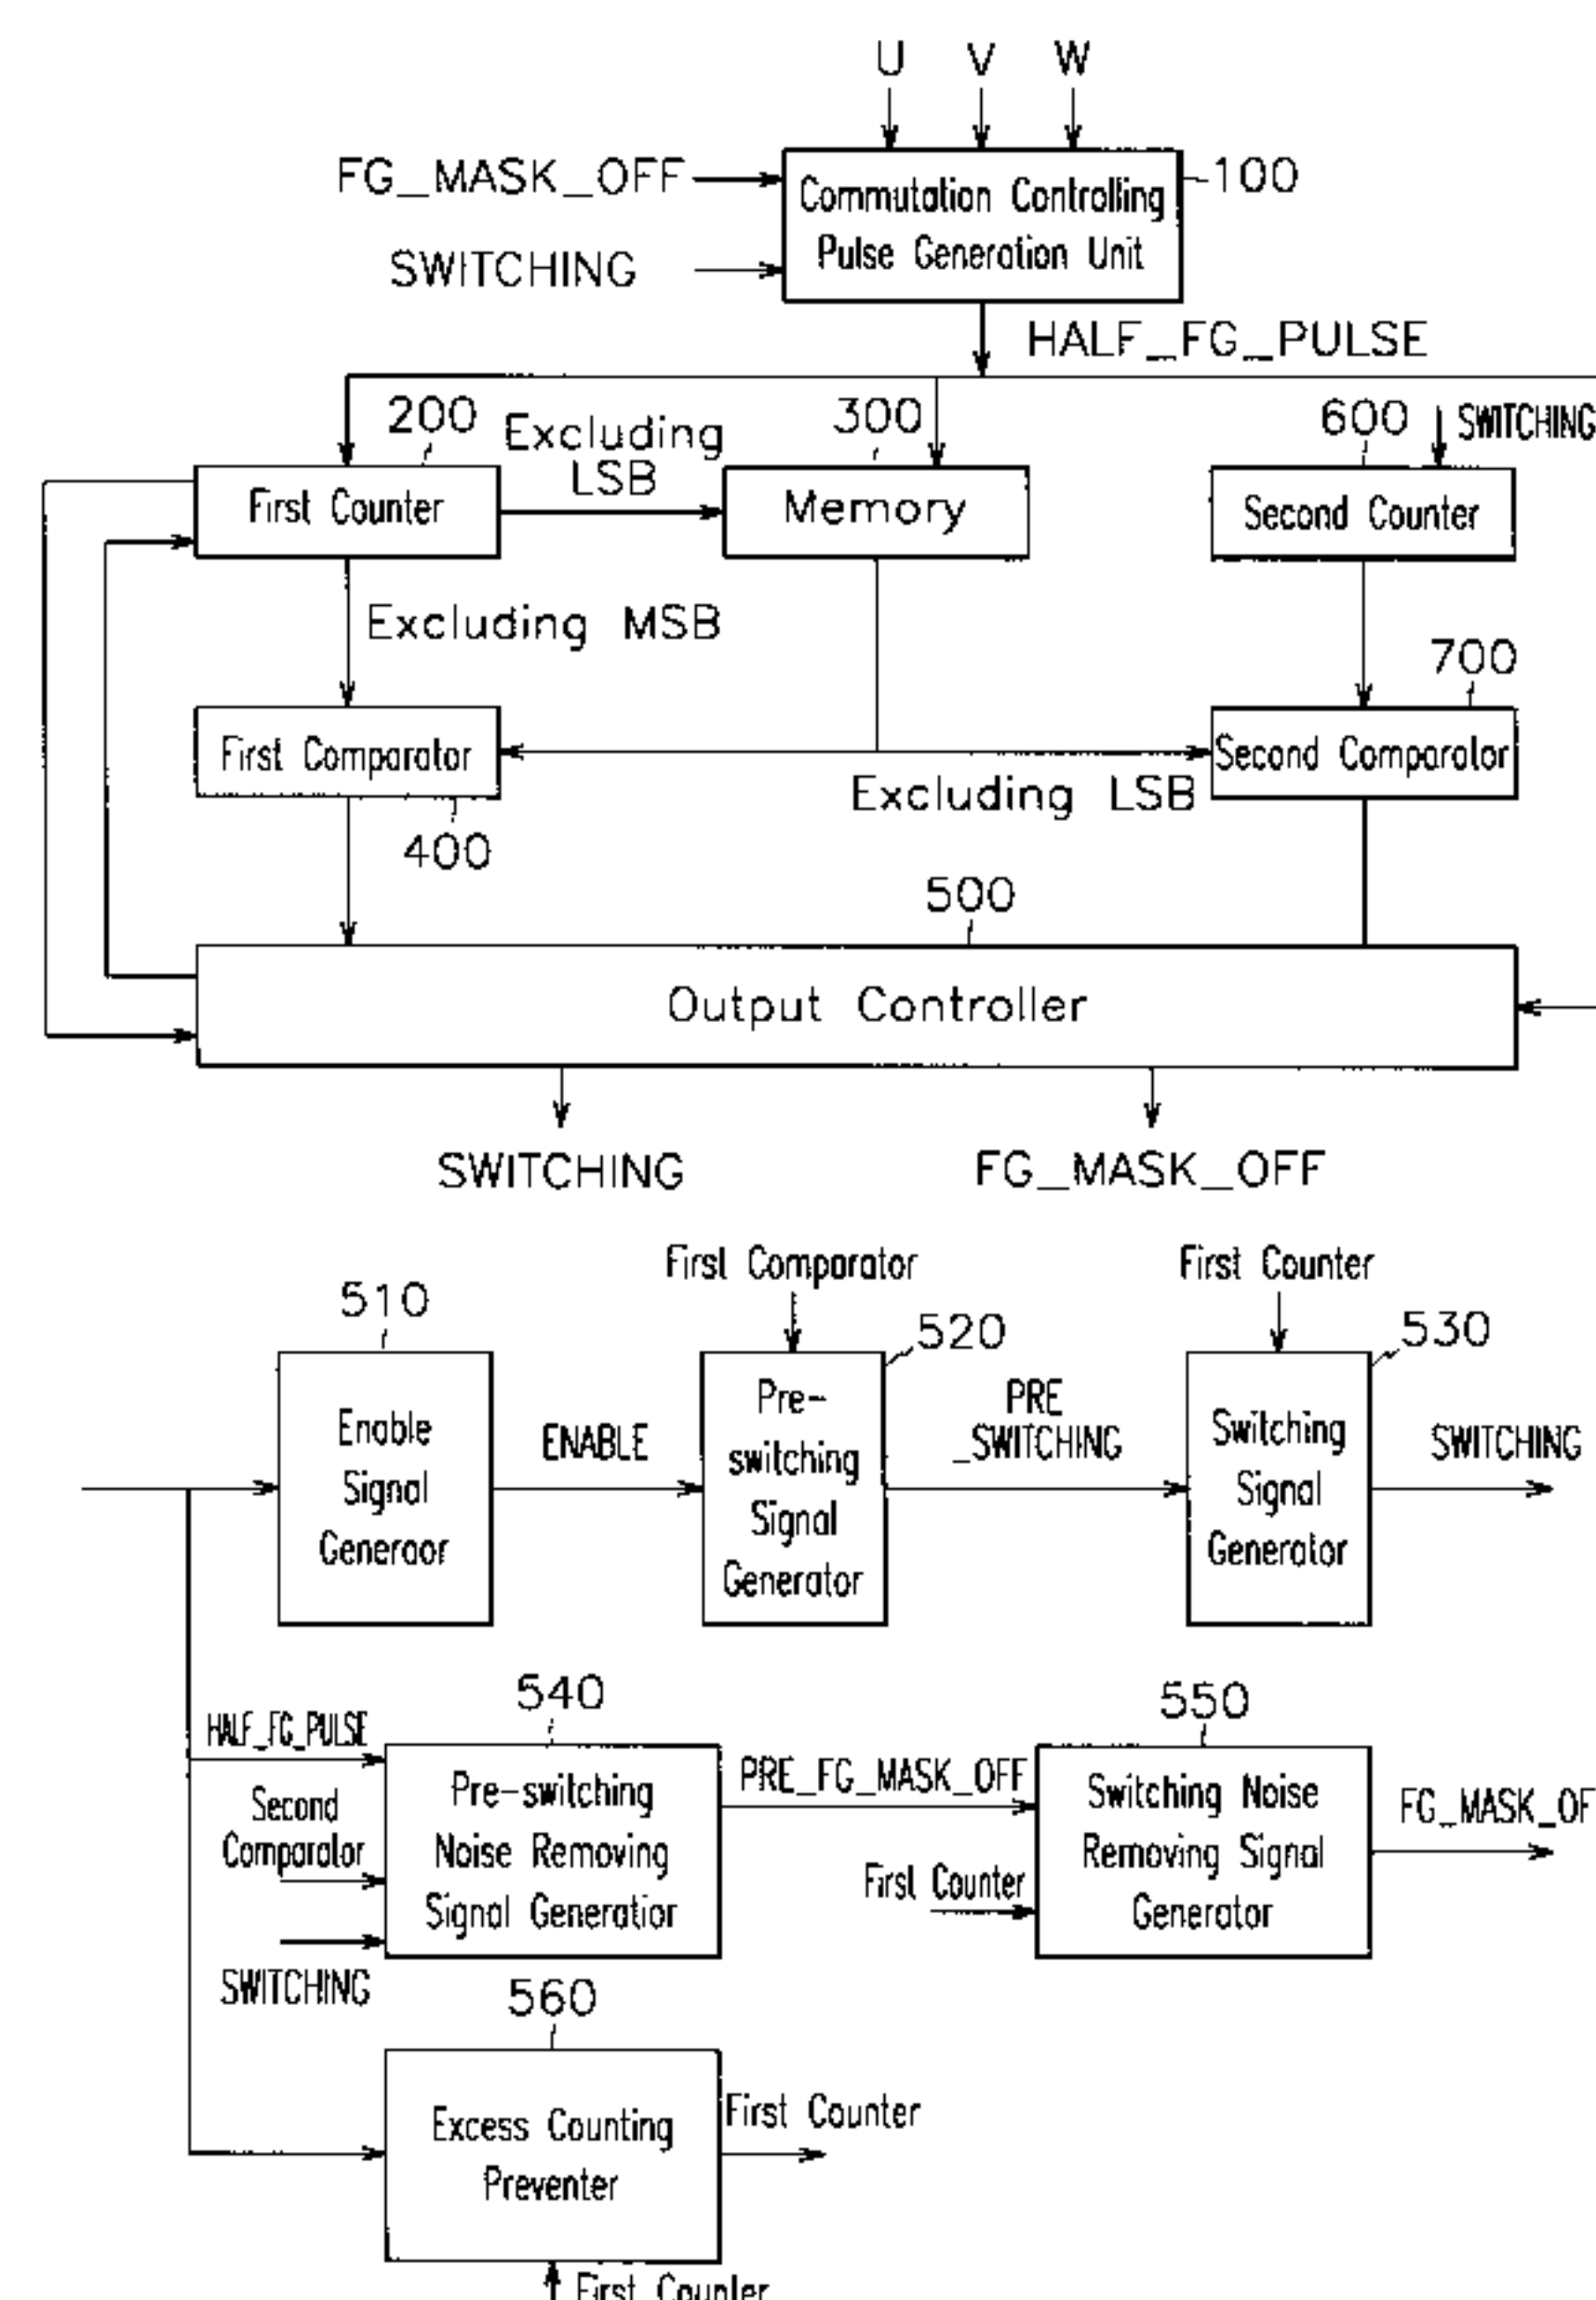 U V W
FG_MASK_OFF
Commutation Controlling
Pulse Generation Unit
100
SWITCHING
HALF_FG_PULSE
200
Excluding
LSB
300
600
SWITCHING
First Counter
Memory
Second Counter
Excluding MSB
700
First Comparator
Second Comparator
Excluding LSB
400
500
Output Controller
SWITCHING
FG_MASK_OFF
First Comparator
First Counter
510
520
530
Enable
Signal
Generaor
ENABLE
Pre-
switching
Signal
Generator
PRE
_SWITCHING
Switching
Signal
Generator
SWITCHING
540
550
HALF_FG_PULSE
Second
Comparator
SWITCHING
Pre-switching
Noise Removing
Signal Generatior
PRE_FG_MASK_OFF
First Counter
Switching Noise
Removing Signal
Generator
FG_MASK_OF
560
Excess Counting
Preventer
First Counter
First Counter